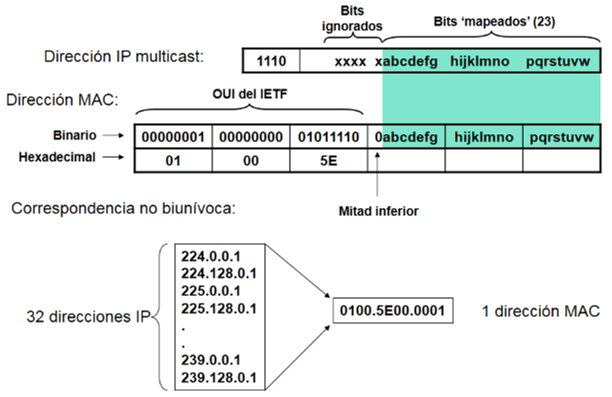 Bits ignorados
Bits ‘mapeados’ (23)
Dirección IP multicast:
1110 xxxx xabcdefg hijklmno pqrstuvw
Dirección MAC:
OUI del IETF
Binario 00000001 00000000 01011110 0abcdefg hijklmno pqrstuvw
Hexadecimal 01 00 5E
Mitad inferior
Correspondencia no biunívoca:
32 direcciones IP
224.0.0.1
224.128.0.1
225.0.0.1
225.128.0.1
.
.
239.0.0.1
239.128.0.1
0100.5E00.0001
1 dirección MAC